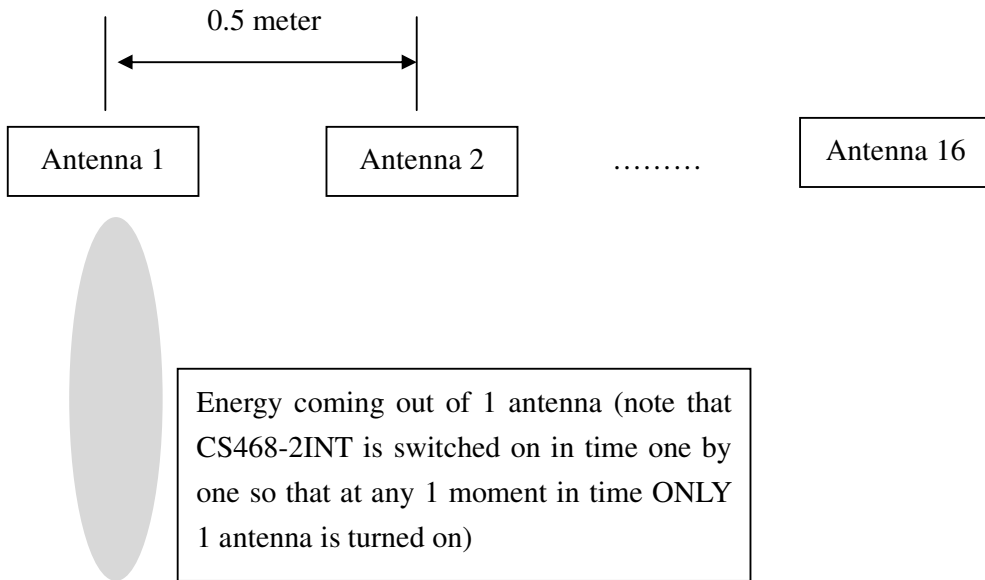 0.5 meter
Antenna 1
Antenna 2
.........
Antenna 16
Energy coming out of 1 antenna (note that
CS468-2INT is switched on in time one by
one so that at any 1 moment in time ONLY
1 antenna is turned on)